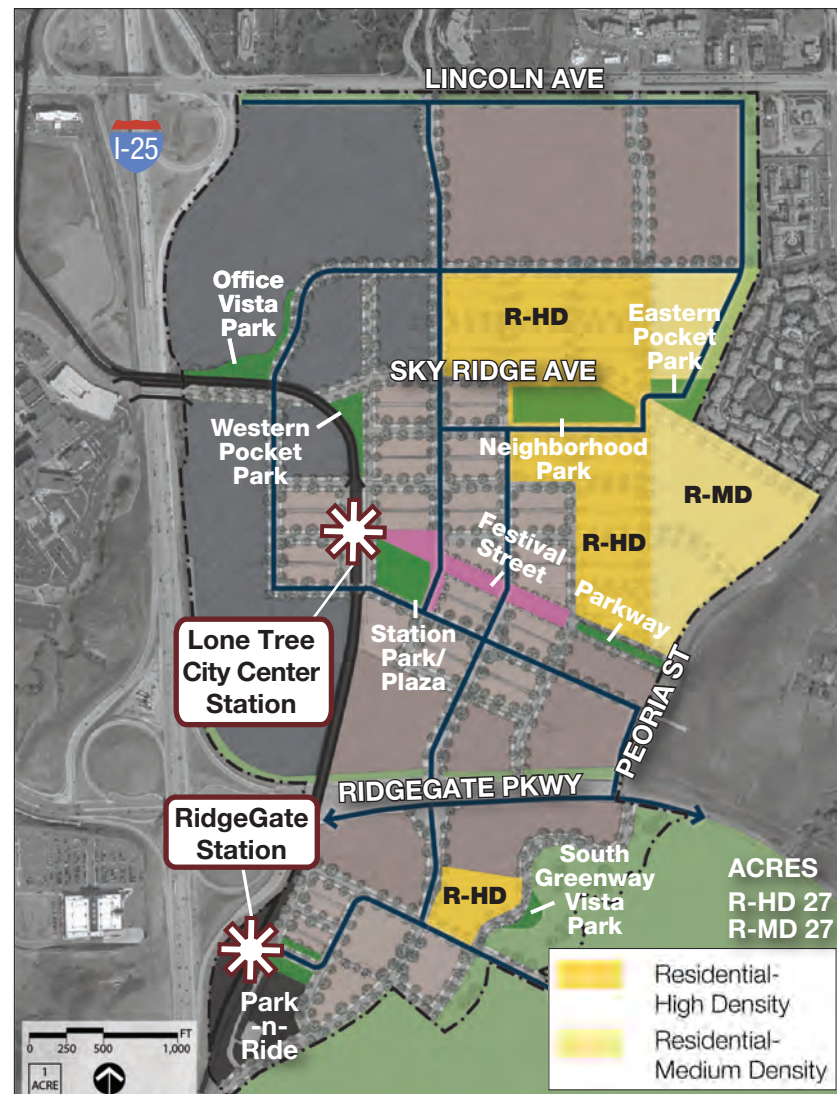 LINCOLN AVE
I-25
Office
Vista
Park
R-HD
Eastern
Pocket
Park
SKY RIDGE AVE
Western
Pocket
Park
Neighborhood
Park
R-MD
Festival
Street
R-HD
Parkway
Station
Park/
Plaza
Lone Tree
City Center
Station
PEORIA ST
RIDGEGATE PKWY
RidgeGate
Station
R-HD
South
Greenway
Vista
Park
ACRES
R-HD 27
R-MD 27
Park
-n-
Ride
Residential-
High Density
Residential-
Medium Density
FT
0 250 500 1,000
1
ACRE